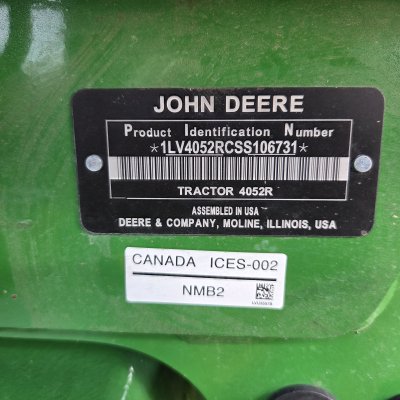 JOHN DEERE
Product Identification Number
*1LV4052RCSS106731*
TRACTOR 4052R
ASSEMBLED IN USA
DEERE & COMPANY, MOLINE, ILLINOIS, USA
CANADA ICES-002
NMB2